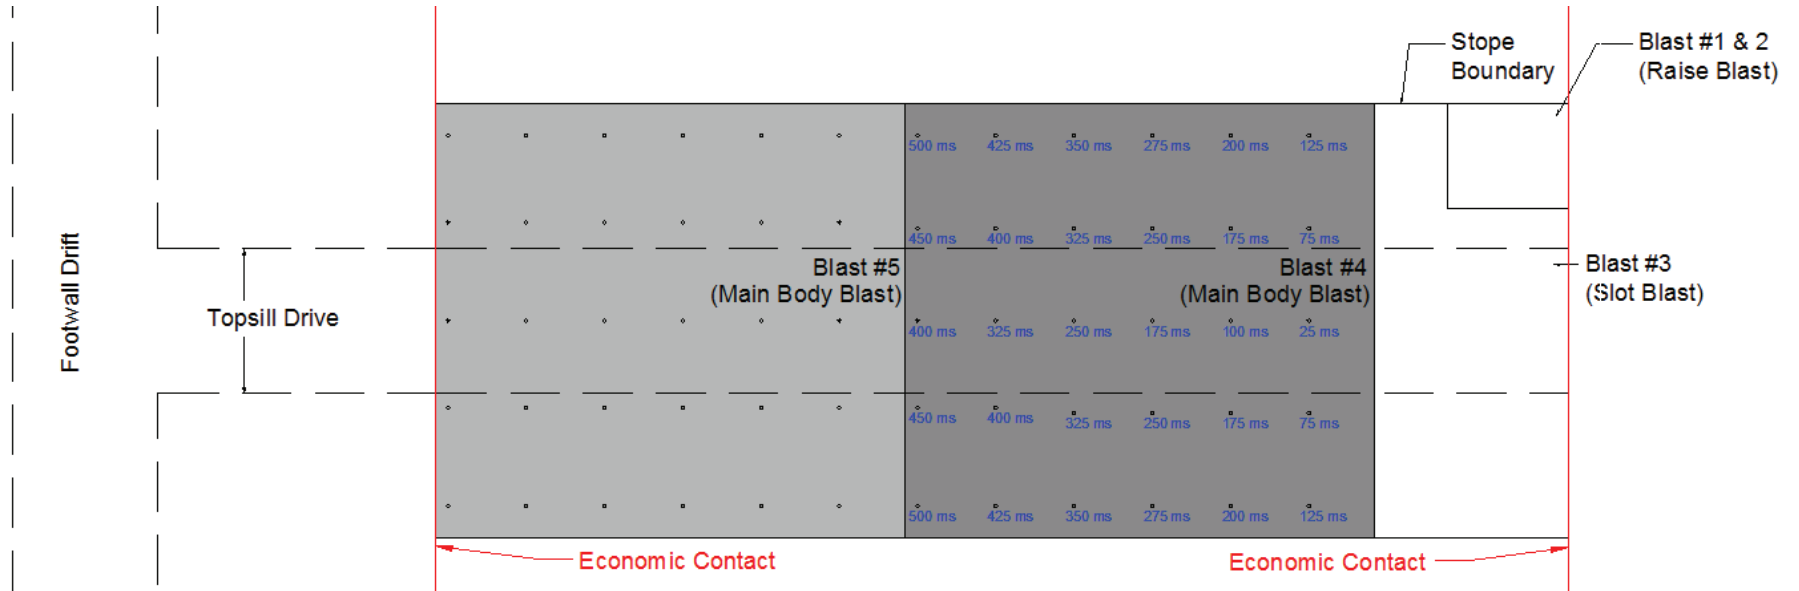 Stope
Boundary
Blast #1 & 2
(Raise Blast)
500 ms 425 ms 350 ms 275 ms 200 ms 125 ms
450 ms 400 ms 325 ms 250 ms 175 ms 75 ms
Footwall Drift
Topsill Drive
Blast #5
(Main Body Blast)
Blast #4
(Main Body Blast)
Blast #3
(Slot Blast)
400 ms 325 ms 250 ms 175 ms 100 ms 25 ms
450 ms 400 ms 325 ms 250 ms 175 ms 75 ms
500 ms 425 ms 350 ms 275 ms 200 ms 125 ms
Economic Contact
Economic Contact